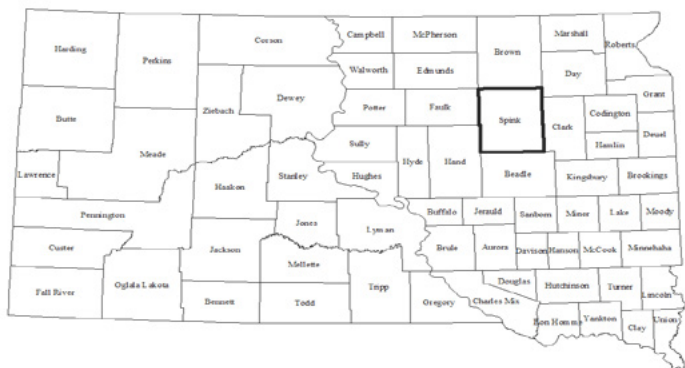 Harding
Perkins
Corson
Campbell
McPherson
Brown
Marshall
Roberts
Walworth
Edmunds
Day
Butte
Ziebach
Dewey
Potter
Faulk
Spink
Clark
Codington
Grant
Hamlin
Deuel
Meade
Sully
Hyde
Hand
Lawrence
Haakon
Stanley
Hughes
Beadle
Kingsbury
Brookings
Pennington
Jones
Lyman
Buffalo
Jerauld
Sanborn
Miner
Lake
Moody
Custer
Jackson
Brule
Aurora
Davison
Hanson
McCook
Minnehaha
Mellette
Fall River
Oglala Lakota
Bennett
Todd
Tripp
Gregory
Charles Mix
Douglas
Hutchinson
Turner
Lincoln
Bon Homme
Yankton
Clay
Union